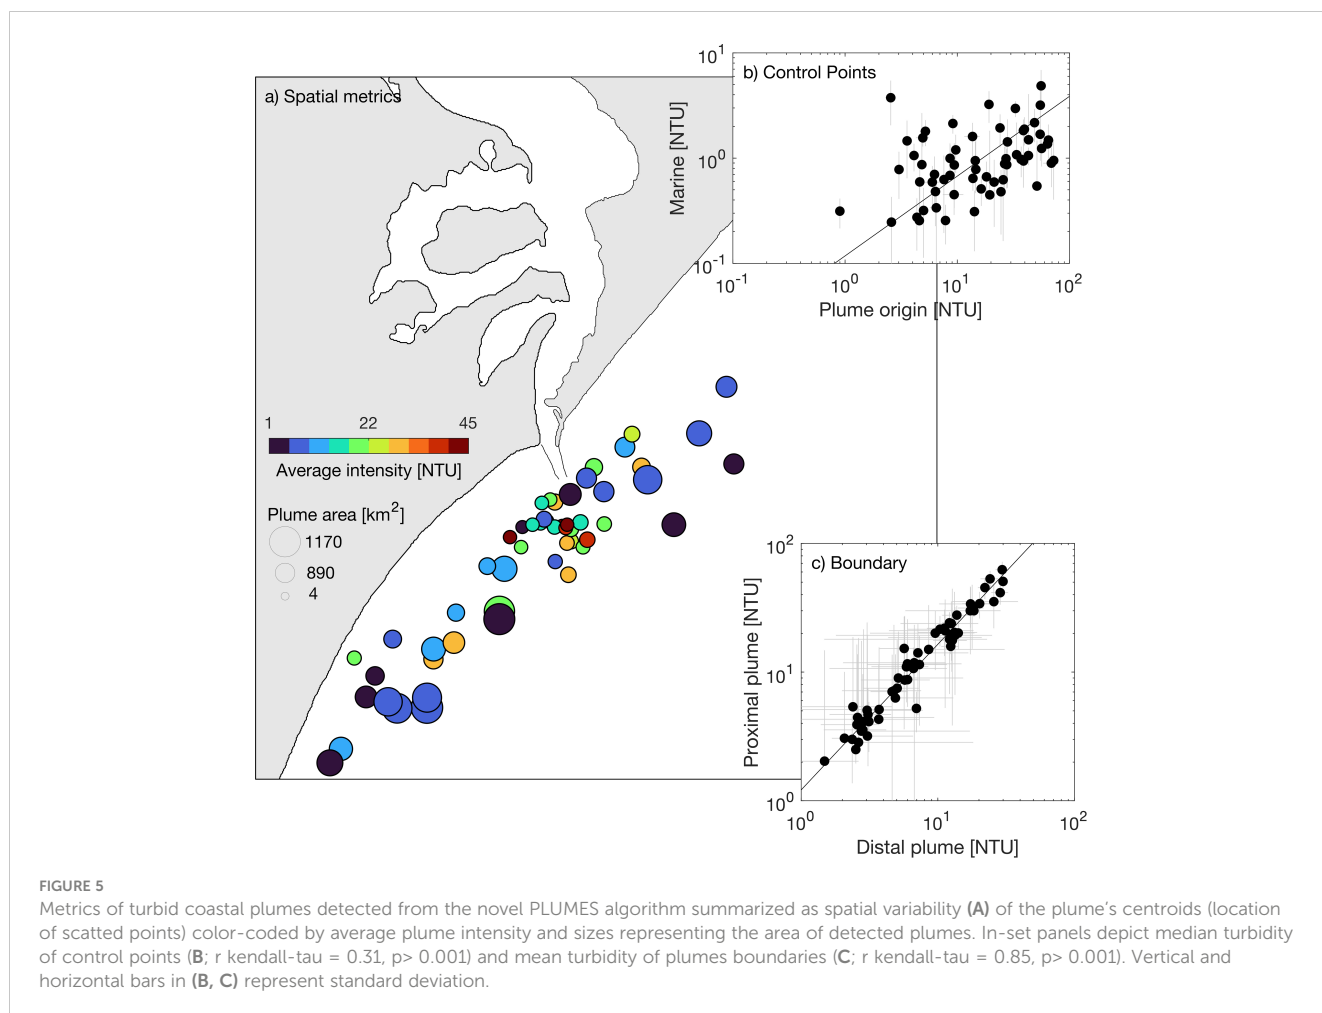 a) Spatial metrics
1 22 45
Average intensity [NTU]
Plume area [km2]
1170
890
4
b) Control Points
Marine [NTU]
10^1
10^0
10^-1
10^-1 10^0 10^1 10^2
Plume origin [NTU]
c) Boundary
Proximal plume [NTU]
10^2
10^1
10^0
10^0 10^1 10^2
Distal plume [NTU]
FIGURE 5
Metrics of turbid coastal plumes detected from the novel PLUMES algorithm summarized as spatial variability (A) of the plume's centroids (location
of scatted points) color-coded by average plume intensity and sizes representing the area of detected plumes. In-set panels depict median turbidity
of control points (B; r kendall-tau = 0.31, p> 0.001) and mean turbidity of plumes boundaries (C; r kendall-tau = 0.85, p> 0.001). Vertical and
horizontal bars in (B, C) represent standard deviation.